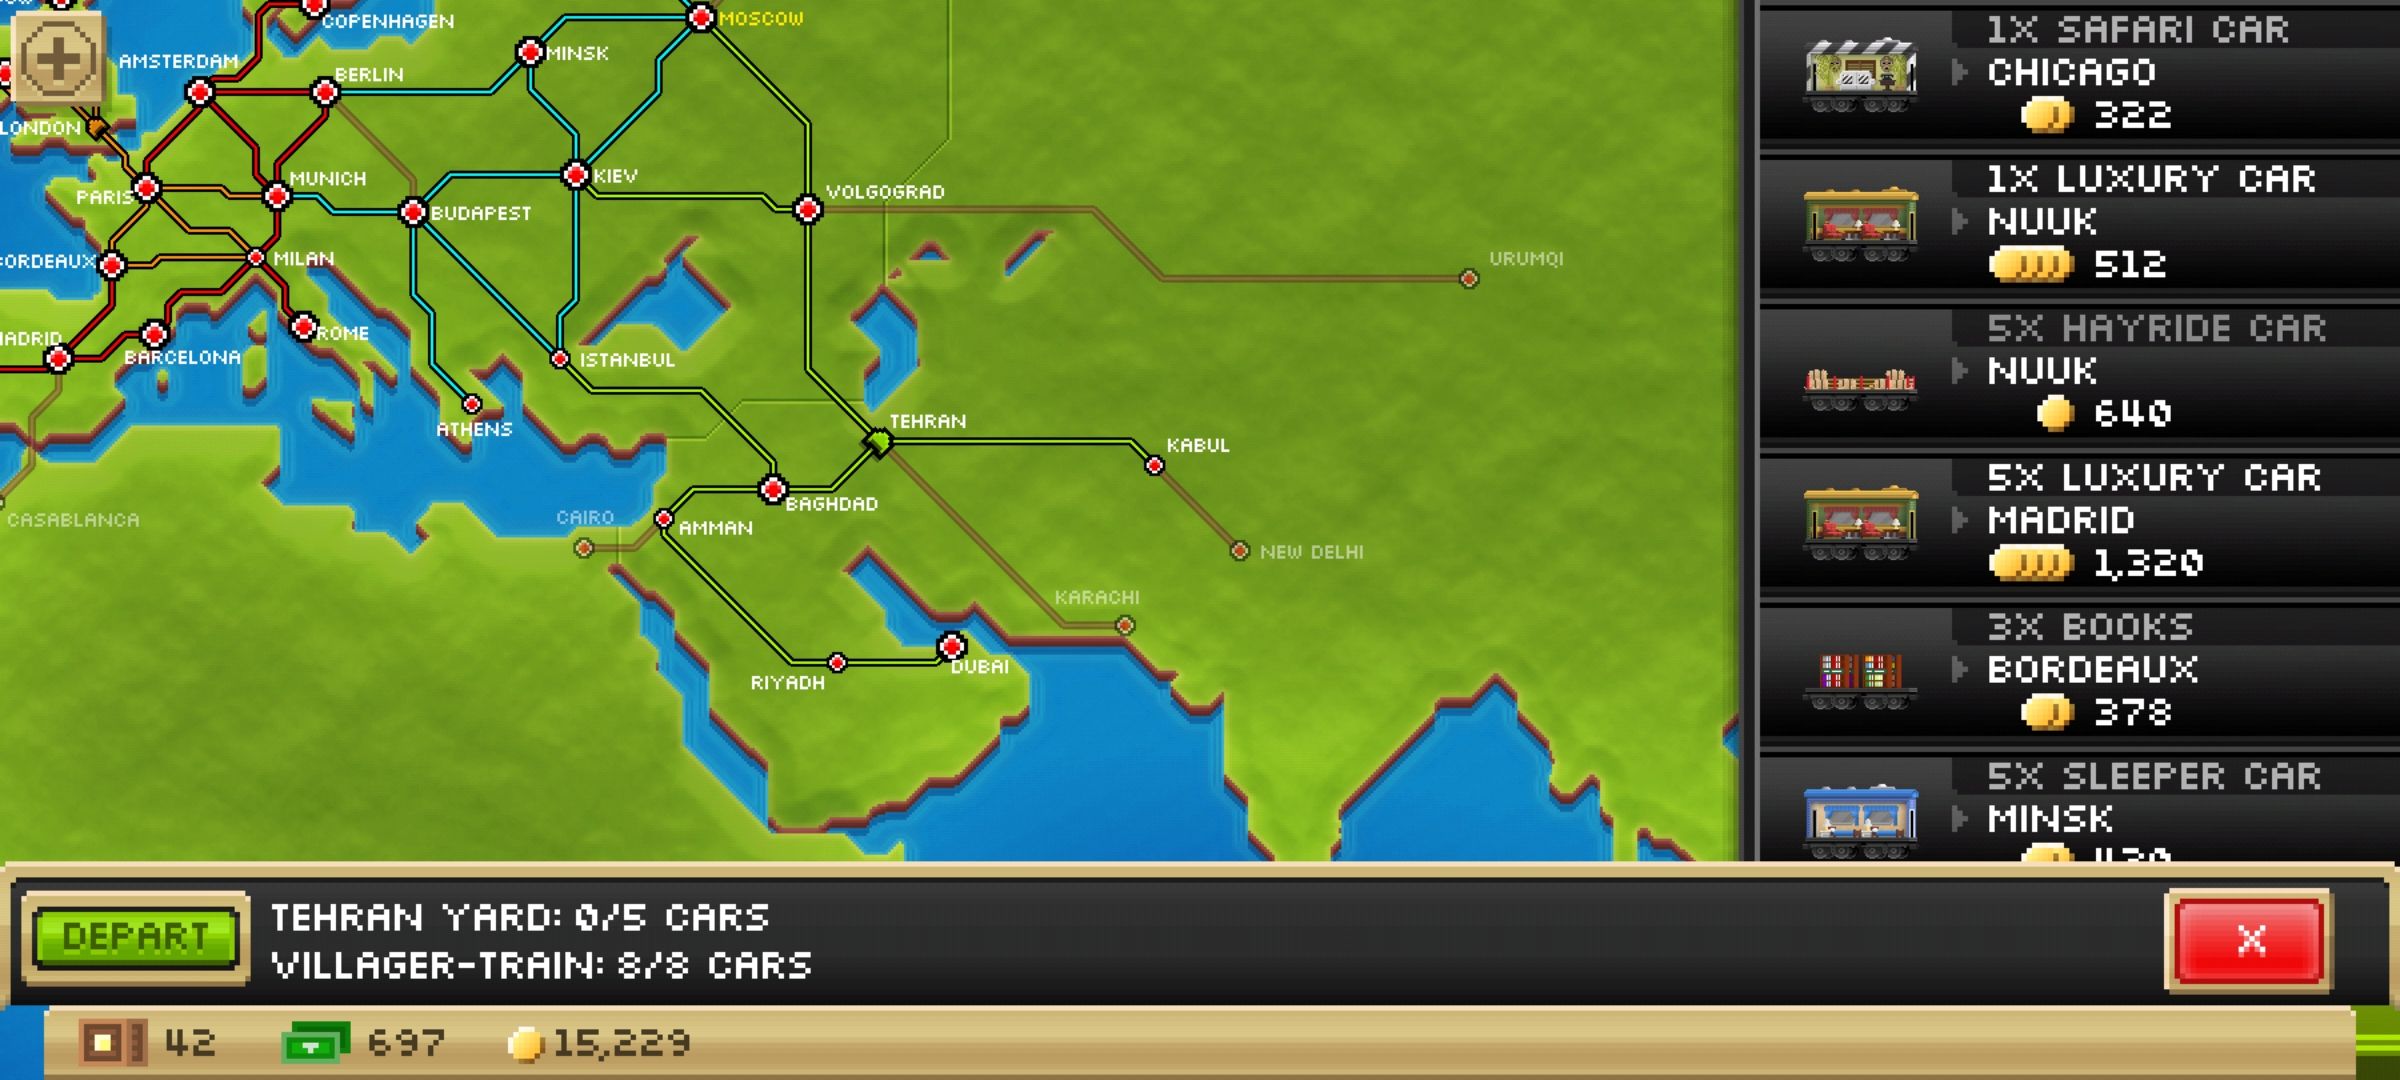 COPENHAGEN
MOSCOW
MINSK
AMSTERDAM
BERLIN
LONDON
MUNICH
KIEV
PARIS
BUDAPEST
VOLGOGRAD
ORDEAUX
MILAN
URUMQI
ADRID
ROME
BARCELONA
ISTANBUL
ATHENS
TEHRAN
KABUL
CASABLANCA
CAIRO
AMMAN
BAGHDAD
NEW DELHI
KARACHI
RIYADH
DUBAI
1X SAFARI CAR
CHICAGO
322
1X LUXURY CAR
NUUK
512
5X HAYRIDE CAR
NUUK
640
5X LUXURY CAR
MADRID
1,320
3X BOOKS
BORDEAUX
378
5X SLEEPER CAR
MINSK
DEPART
TEHRAN YARD: 0/5 CARS
VILLAGER-TRAIN: 8/8 CARS
X
42
697
15,229